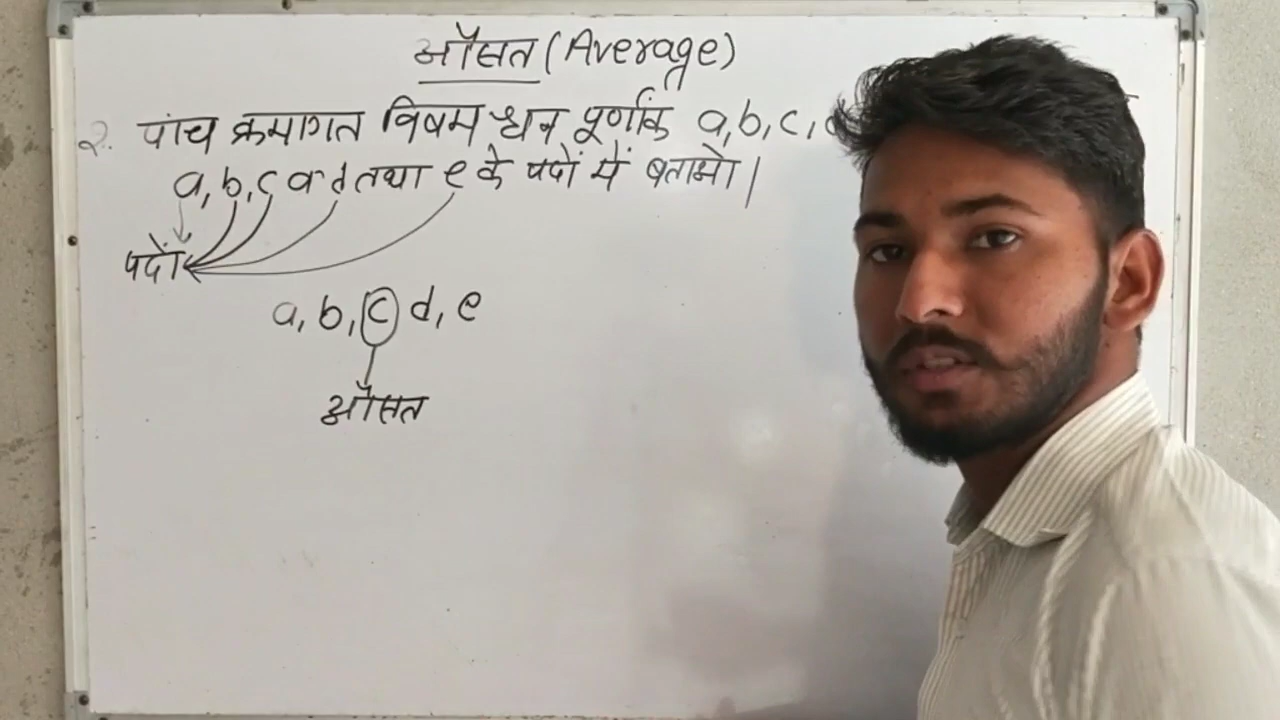 औसत (Average)
२. पांच क्रमागत विषम धन पूर्णांक a, b, c,
a, b, c व d तथा e के पदों में बताओ।
पदों
a, b, c d, e
औसत